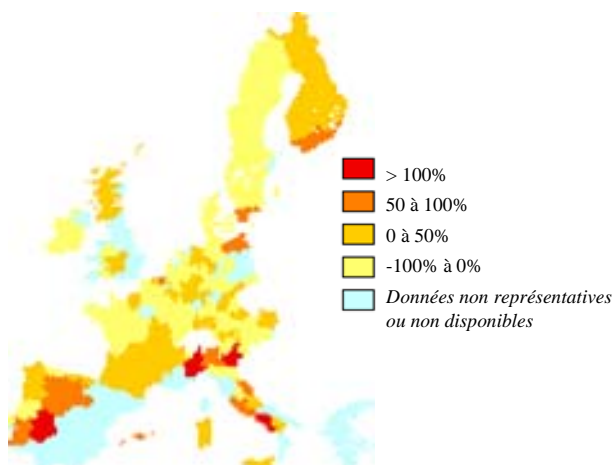 > 100%
50 à 100%
0 à 50%
-100% à 0%
Données non représentatives
ou non disponibles